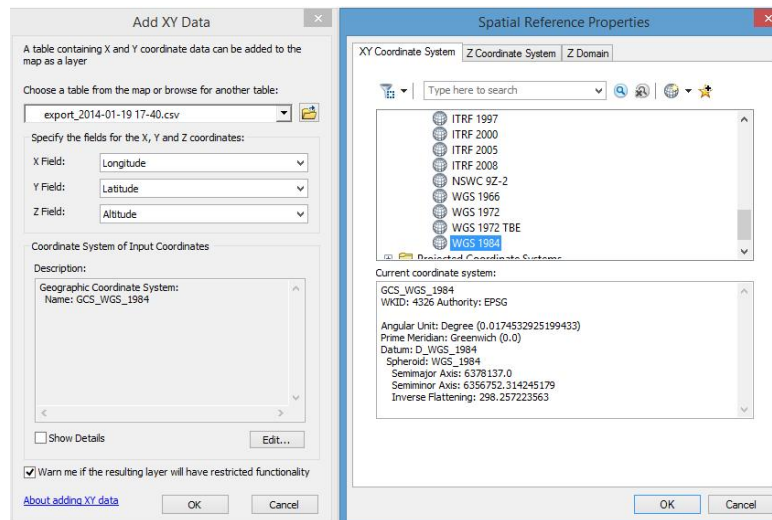 Add XY Data
A table containing X and Y coordinate data can be added to the
map as a layer
Choose a table from the map or browse for another table:
export_2014-01-19 17-40.csv
Specify the fields for the X, Y and Z coordinates:
X Field:
Longitude
Y Field:
Latitude
Z Field:
Altitude
Coordinate System of Input Coordinates
Description:
Geographic Coordinate System:
Name: GCS_WGS_1984
Show Details
Edit...
Warn me if the resulting layer will have restricted functionality
About adding XY data
OK
Cancel
Spatial Reference Properties
XY Coordinate System
Z Coordinate System
Z Domain
Type here to search
ITRF 1997
ITRF 2000
ITRF 2005
ITRF 2008
NSWC 9Z-2
WGS 1966
WGS 1972
WGS 1972 TBE
WGS 1984
Projected Coordinate Systems
Current coordinate system:
GCS_WGS_1984
WKID: 4326 Authority: EPSG
Angular Unit: Degree (0.0174532925199433)
Prime Meridian: Greenwich (0.0)
Datum: D_WGS_1984
Spheroid: WGS_1984
Semimajor Axis: 6378137.0
Semiminor Axis: 6356752.314245179
Inverse Flattening: 298.257223563
OK
Cancel